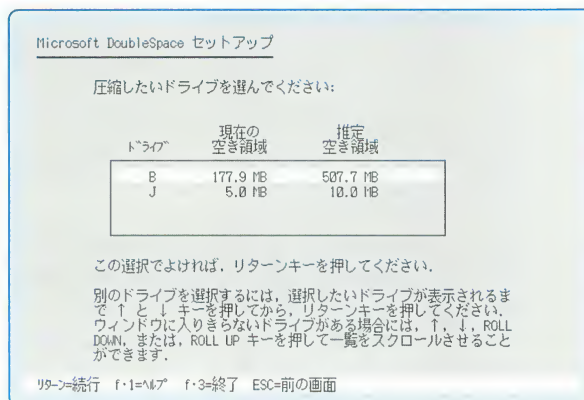 Microsoft DoubleSpace セットアップ
圧縮したいドライブを選んでください:
現在の 推定
ドライブ 空き領域 空き領域
B 177.9 MB 507.7 MB
J 5.0 MB 10.0 MB
この選択でよければ，リターンキーを押してください．
別のドライブを選択するには，選択したいドライブが表示されるま
で ↑ と ↓ キーを押してから，リターンキーを押してください．
ウィンドウに入りきらないドライブがある場合には，↑，↓，ROLL
DOWN，または，ROLL UP キーを押して一覧をスクロールさせること
ができます．
リターン=続行 f・1=ヘルプ f・3=終了 ESC=前の画面